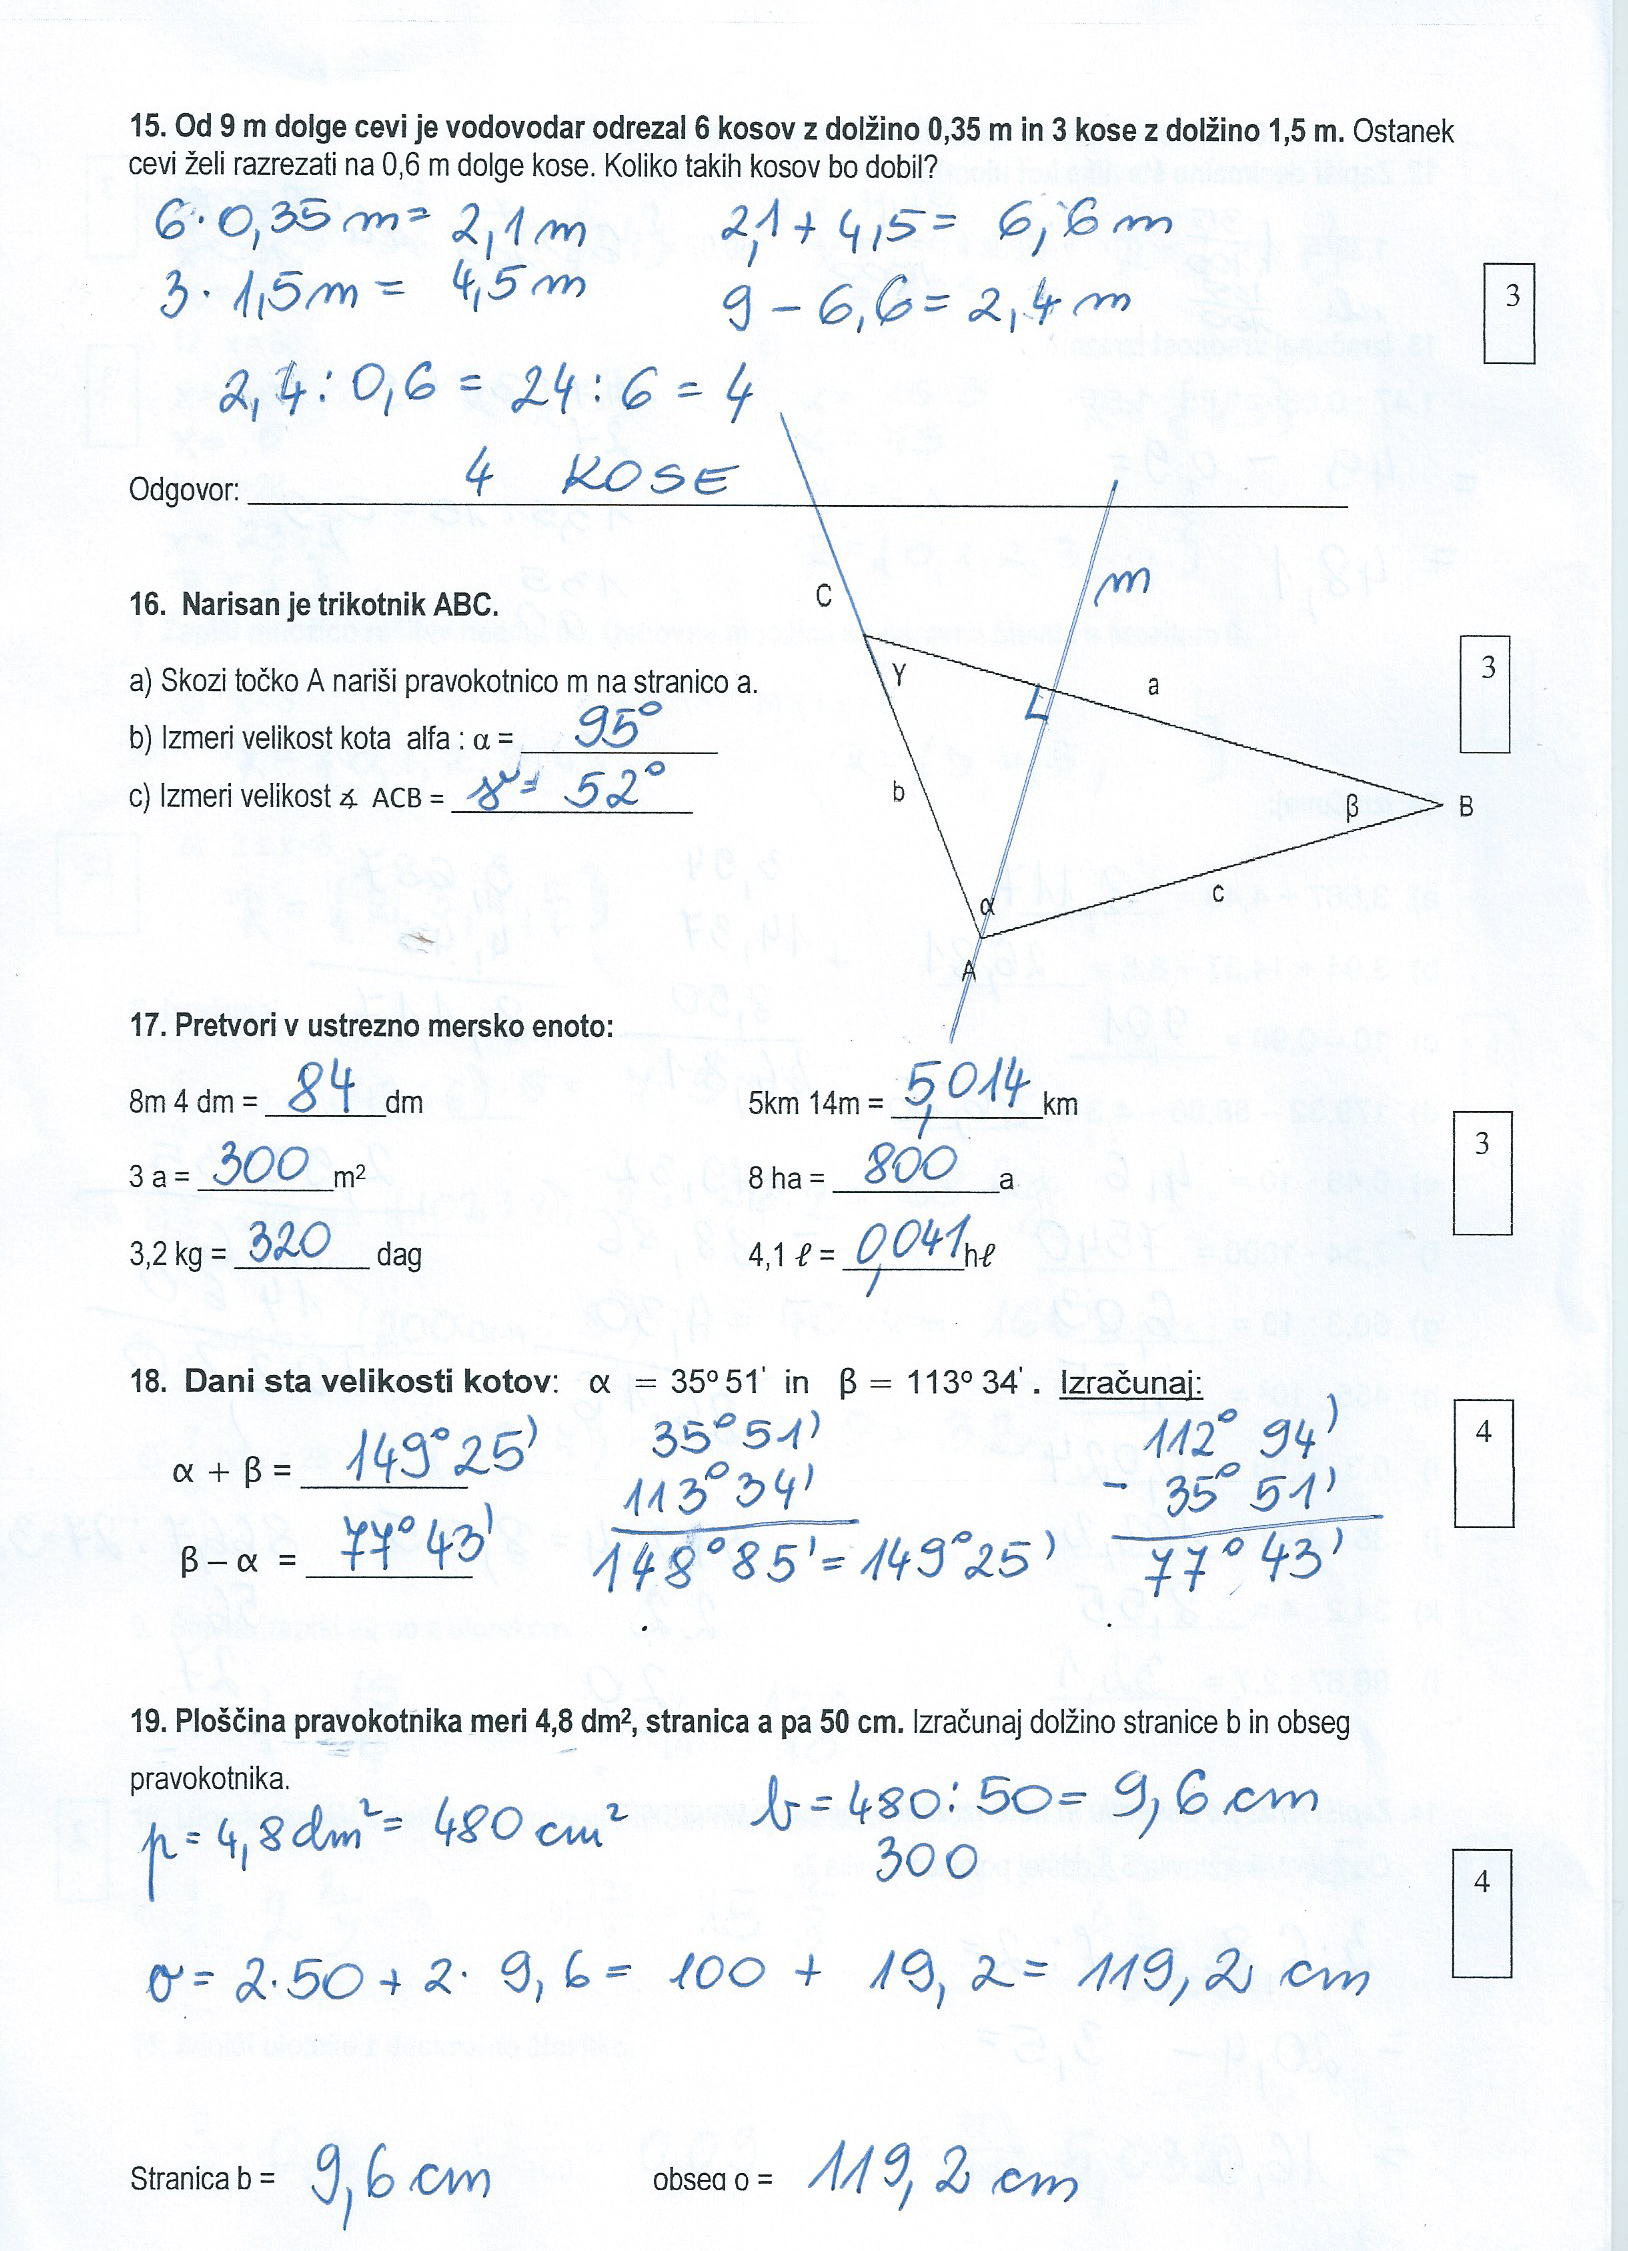 15. Od 9 m dolge cevi je vodovodar odrezal 6 kosov z dolžino 0,35 m in 3 kose z dolžino 1,5 m. Ostanek
cevi želi razrezati na 0,6 m dolge kose. Koliko takih kosov bo dobil?
6·0,35 m = 2,1 m 2,1 + 4,5 = 6,6 m
3·1,5 m = 4,5 m 9 - 6,6 = 2,4 m
3
2,4 : 0,6 = 24 : 6 = 4
Odgovor: 4 KOSE
16. Narisan je trikotnik ABC.
a) Skozi točko A nariši pravokotnico m na stranico a.
b) Izmeri velikost kota alfa : α = 95°
c) Izmeri velikost ∡ ACB = γ = 52°
3
C
m
γ
a
b
β
B
c
α
A
17. Pretvori v ustrezno mersko enoto:
8m 4 dm = 84 dm 5km 14m = 5,014 km
3 a = 300 m² 8 ha = 800 a
3
3,2 kg = 320 dag 4,1 ℓ = 0,041 hℓ
18. Dani sta velikosti kotov: α = 35° 51' in β = 113° 34'. Izračunaj:
α + β = 149° 25' 35° 51' 112° 94'
113° 34' - 35° 51'
β – α = 77° 43' 148° 85' = 149° 25' 77° 43'
4
19. Ploščina pravokotnika meri 4,8 dm², stranica a pa 50 cm. Izračunaj dolžino stranice b in obseg
pravokotnika.
p = 4,8 dm² = 480 cm² b = 480 : 50 = 9,6 cm
300
4
o = 2·50 + 2·9,6 = 100 + 19,2 = 119,2 cm
Stranica b = 9,6 cm obseg o = 119,2 cm